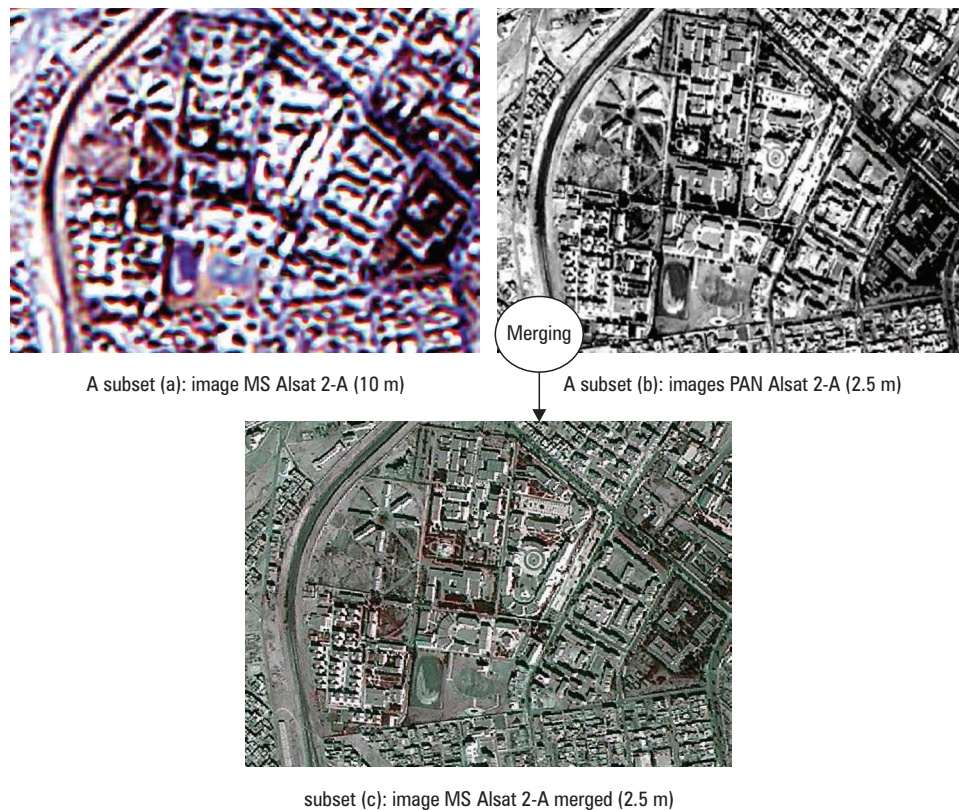 Merging
A subset (a): image MS Alsat 2-A (10 m)
A subset (b): images PAN Alsat 2-A (2.5 m)
subset (c): image MS Alsat 2-A merged (2.5 m)